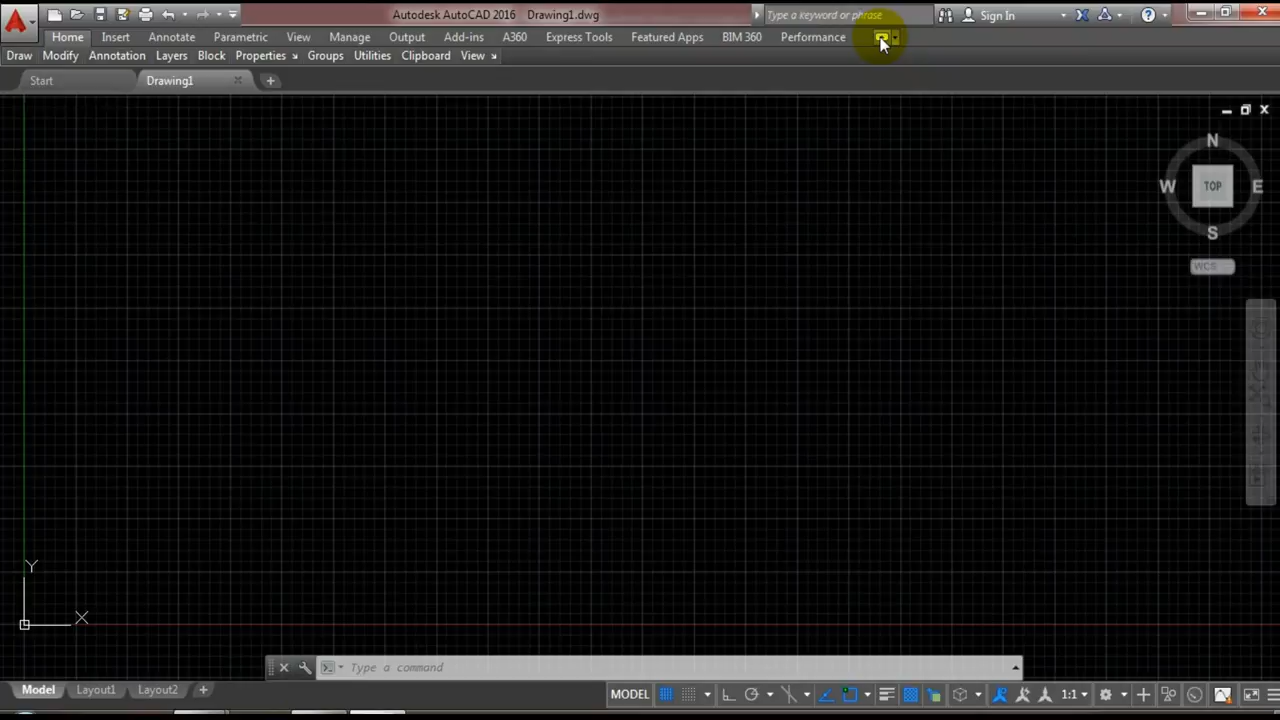 Autodesk AutoCAD 2016 Drawing1.dwg Type a keyword or phrase Sign In
Home Insert Annotate Parametric View Manage Output Add-ins A360 Express Tools Featured Apps BIM 360 Performance
Draw Modify Annotation Layers Block Properties Groups Utilities Clipboard View
Start Drawing1
N
W TOP E
S
WCS
Y
X
Type a command
Model Layout1 Layout2 MODEL 1:1